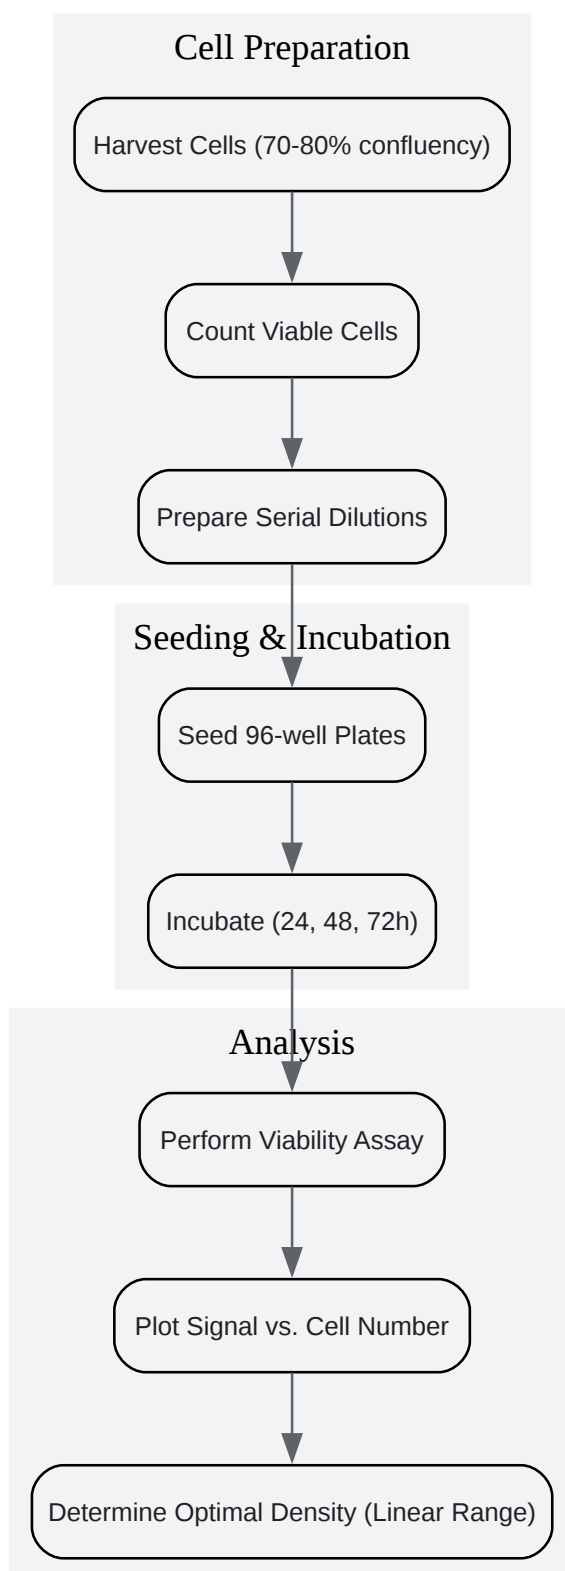 Cell Preparation
Harvest Cells (70-80% confluency)
Count Viable Cells
Prepare Serial Dilutions
Seeding & Incubation
Seed 96-well Plates
Incubate (24, 48, 72h)
Analysis
Perform Viability Assay
Plot Signal vs. Cell Number
Determine Optimal Density (Linear Range)